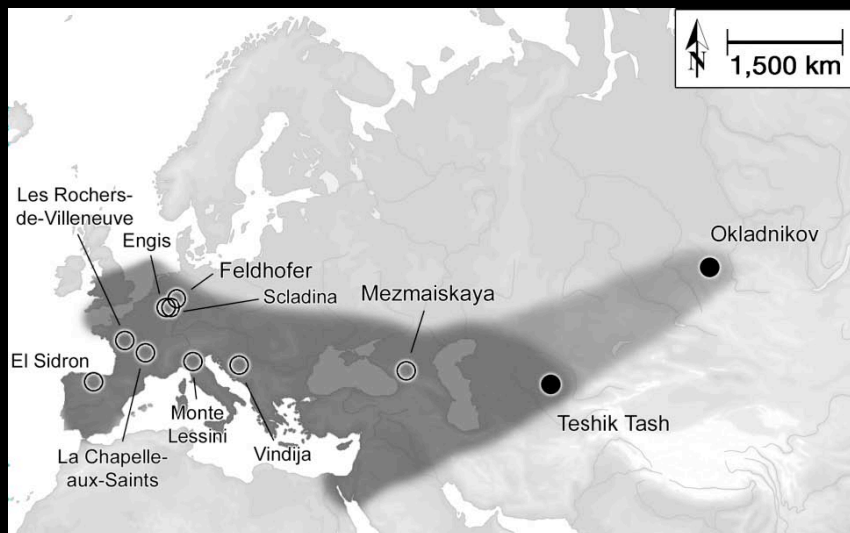 N
1,500 km
Les Rochers-
de-Villeneuve
Engis
Feldhofer
Scladina
Mezmaiskaya
Okladnikov
El Sidron
Monte
Lessini
Vindija
La Chapelle-
aux-Saints
Teshik Tash